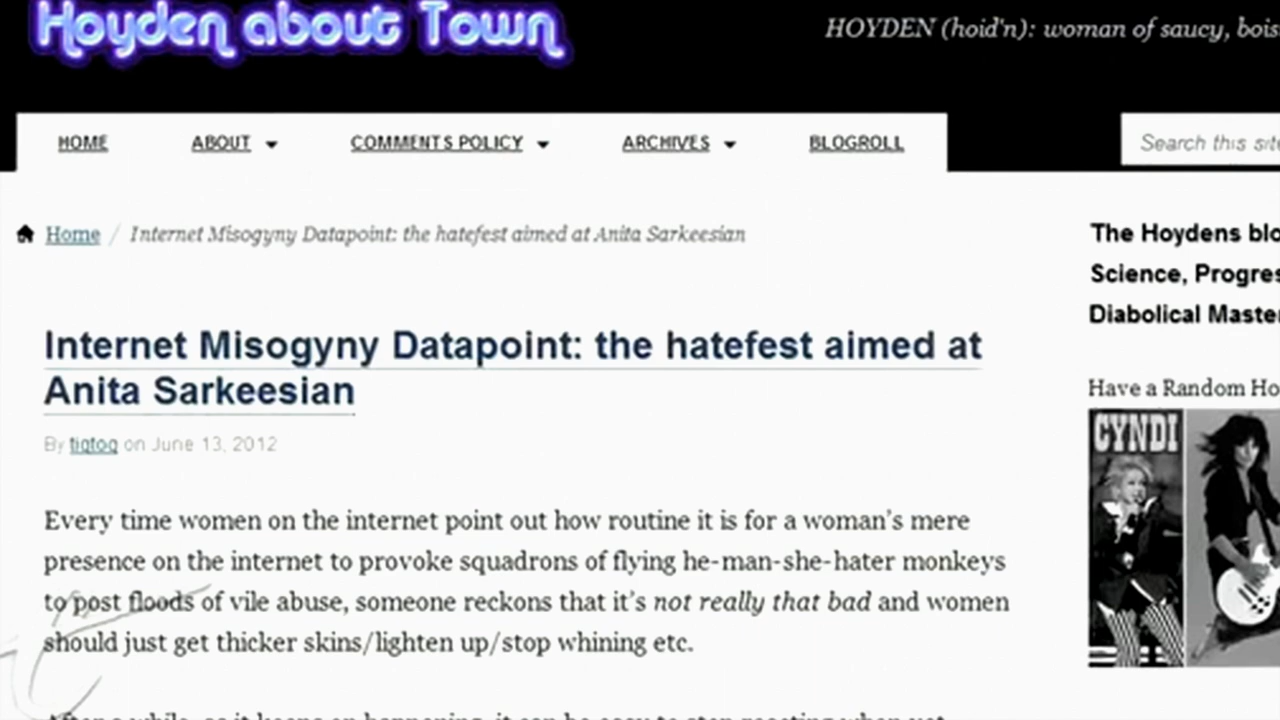 Hoyden about Town
HOYDEN (hoid'n): woman of saucy, bois
HOME ABOUT COMMENTS POLICY ARCHIVES BLOGROLL
Search this site
Home / Internet Misogyny Datapoint: the hatefest aimed at Anita Sarkeesian
The Hoydens blo
Science, Progres
Diabolical Master
Internet Misogyny Datapoint: the hatefest aimed at
Anita Sarkeesian
By tigtog on June 13, 2012
Have a Random Ho
CYNDI
Every time women on the internet point out how routine it is for a woman's mere
presence on the internet to provoke squadrons of flying he-man-she-hater monkeys
to post floods of vile abuse, someone reckons that it's not really that bad and women
should just get thicker skins/lighten up/stop whining etc.